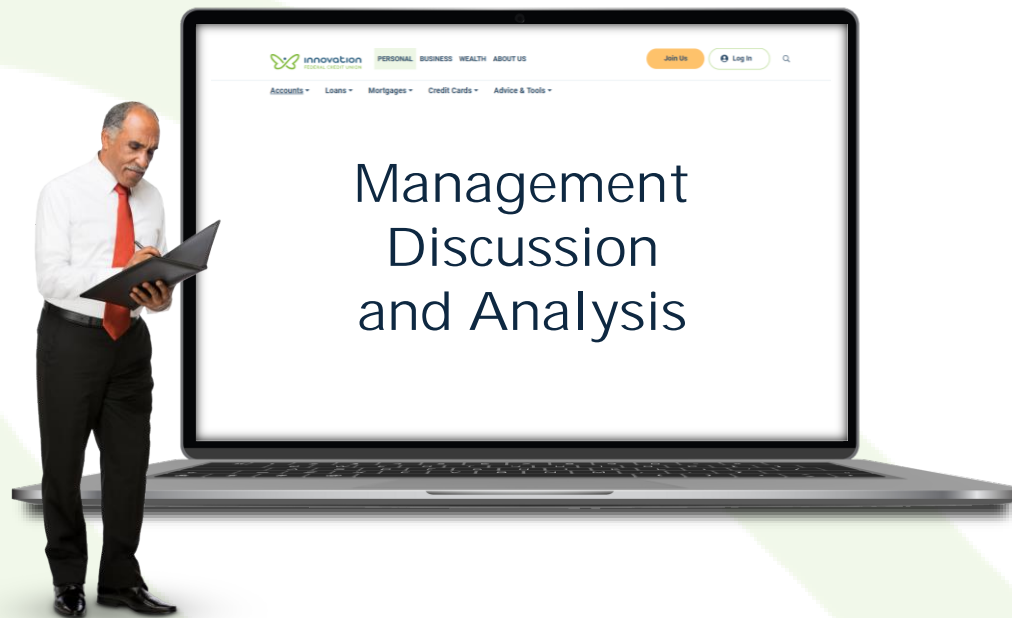 innovation PERSONAL BUSINESS WEALTH ABOUT US Join Us Log In
FEDERAL CREDIT UNION
Accounts Loans Mortgages Credit Cards Advice & Tools
Management
Discussion
and Analysis